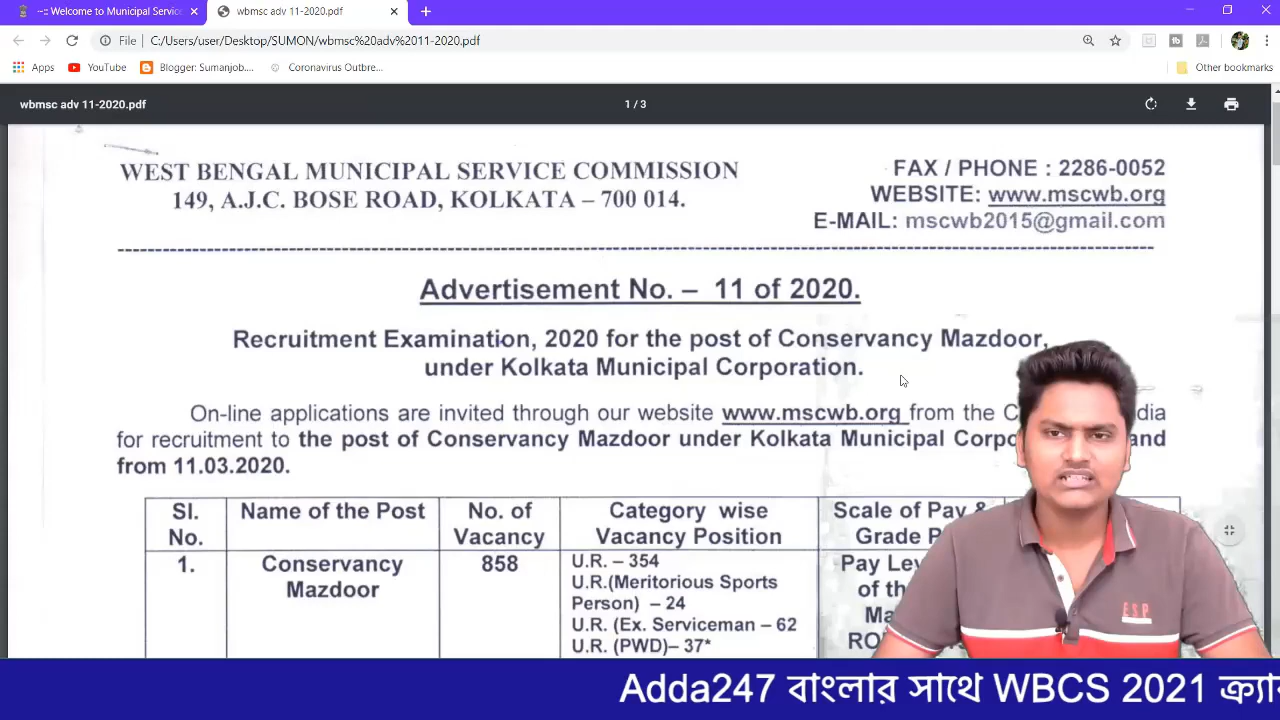 -:: Welcome to Municipal Service
wbmsc adv 11-2020.pdf
File C:/Users/user/Desktop/SUMON/wbmsc%20adv%2011-2020.pdf
Apps YouTube Blogger: Sumanjob... Coronavirus Outbre... Other bookmarks
wbmsc adv 11-2020.pdf 1 / 3
WEST BENGAL MUNICIPAL SERVICE COMMISSION
149, A.J.C. BOSE ROAD, KOLKATA – 700 014.
FAX / PHONE : 2286-0052
WEBSITE: www.mscwb.org
E-MAIL: mscwb2015@gmail.com
Advertisement No. – 11 of 2020.
Recruitment Examination, 2020 for the post of Conservancy Mazdoor,
under Kolkata Municipal Corporation.
On-line applications are invited through our website www.mscwb.org from the
for recruitment to the post of Conservancy Mazdoor under Kolkata Municipal and
from 11.03.2020.
Sl. No.
Name of the Post
No. of Vacancy
Category wise Vacancy Position
Scale of Pay &
Grade
1.
Conservancy
Mazdoor
858
U.R. – 354
U.R.(Meritorious Sports
Person) – 24
U.R. (Ex. Serviceman – 62
U.R. (PWD)– 37*
Pay
of
ESP
Adda247 বাংলার সাথে WBCS 2021